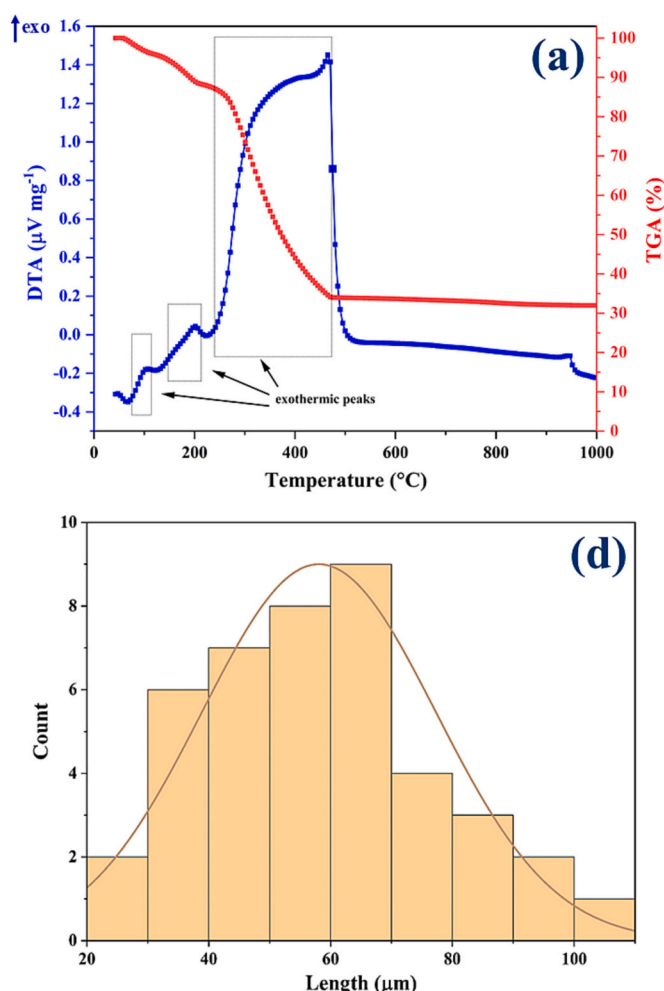 exo
(a)
1.6
1.4
1.2
1.0
0.8
0.6
0.4
0.2
0.0
-0.2
-0.4
DTA (μV mg-1)
100
90
80
70
60
50
40
30
20
10
0
TGA (%)
exothermic peaks
0 200 400 600 800 1000
Temperature (°C)
(d)
10
8
6
4
2
0
Count
20 40 60 80 100
Length (μm)